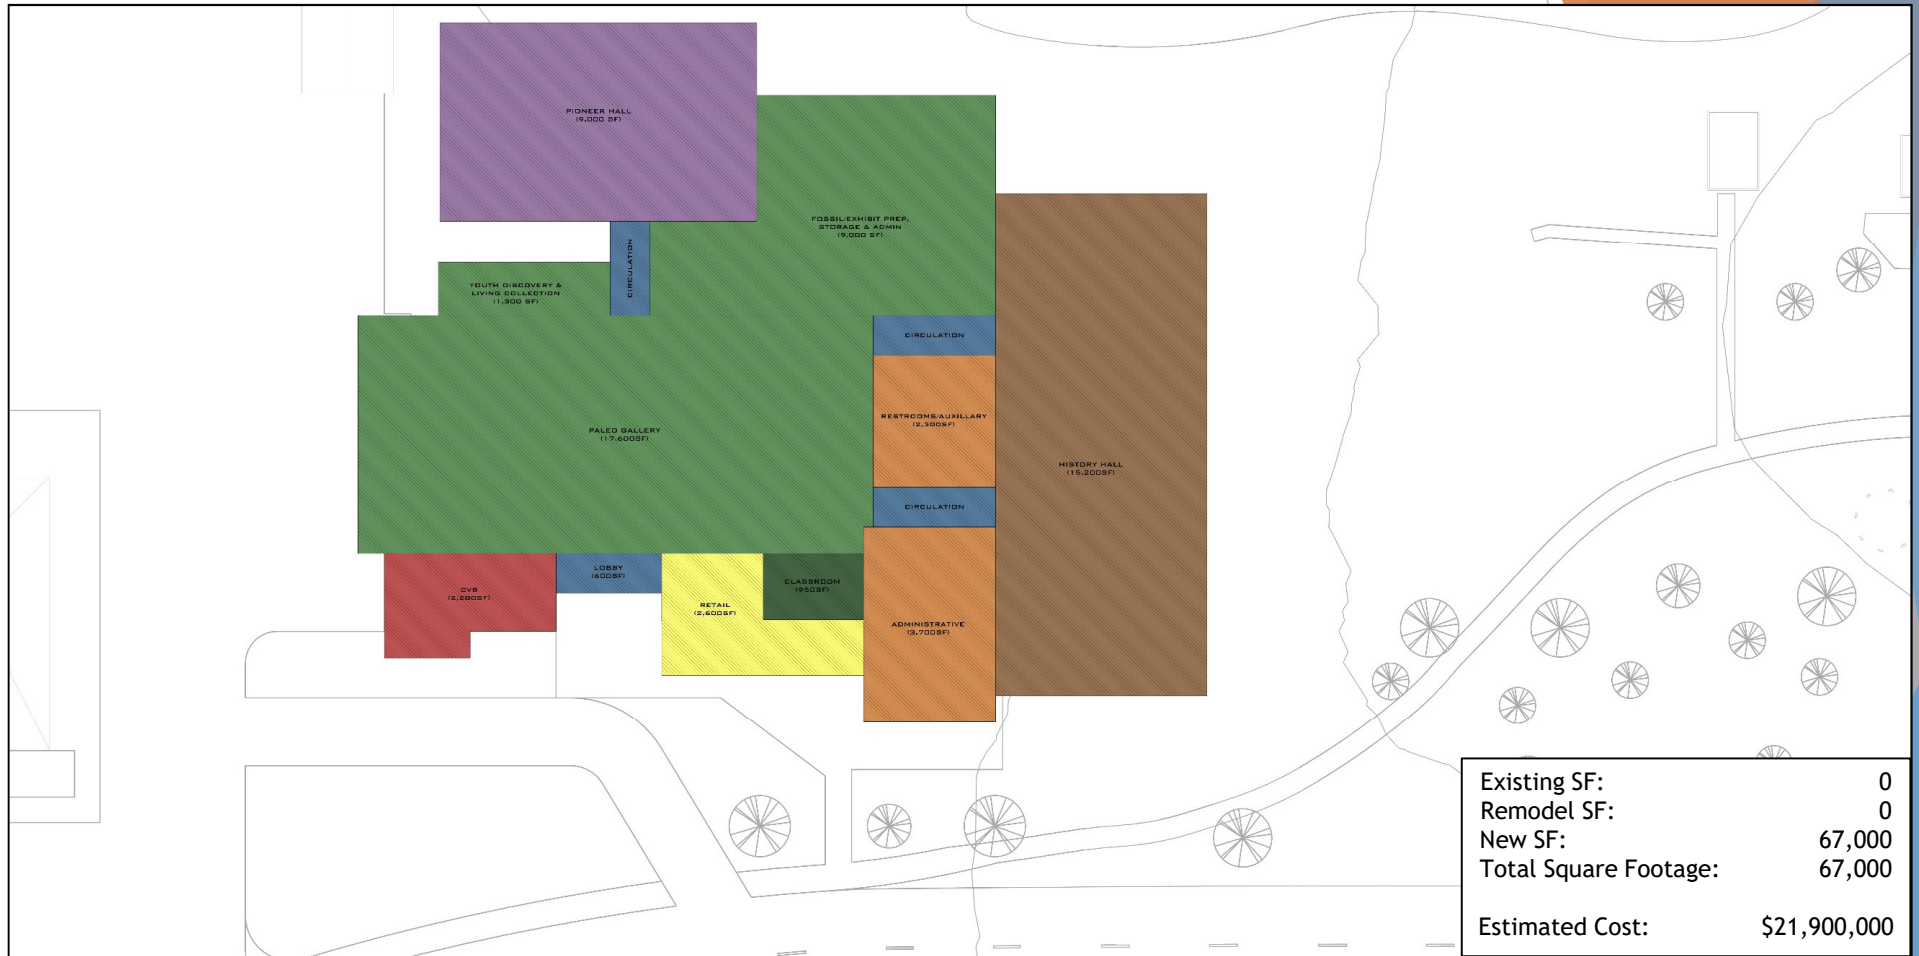 PIONEER HALL
(9,000 SF)
FOSSIL/EXHIBIT PREP,
STORAGE & ADMIN
(9,000 SF)
CIRCULATION
YOUTH DISCOVERY &
LIVING COLLECTION
(1,300 SF)
CIRCULATION
RESTROOMS/AUXILLARY
(2,300SF)
PALEO GALLERY
(17,600SF)
HISTORY HALL
(15,200SF)
CIRCULATION
LOBBY
(600SF)
CVB
(2,200SF)
CLASSROOM
(950SF)
RETAIL
(2,600SF)
ADMINISTRATIVE
(3,700SF)
Existing SF: 0
Remodel SF: 0
New SF: 67,000
Total Square Footage: 67,000
Estimated Cost: $21,900,000